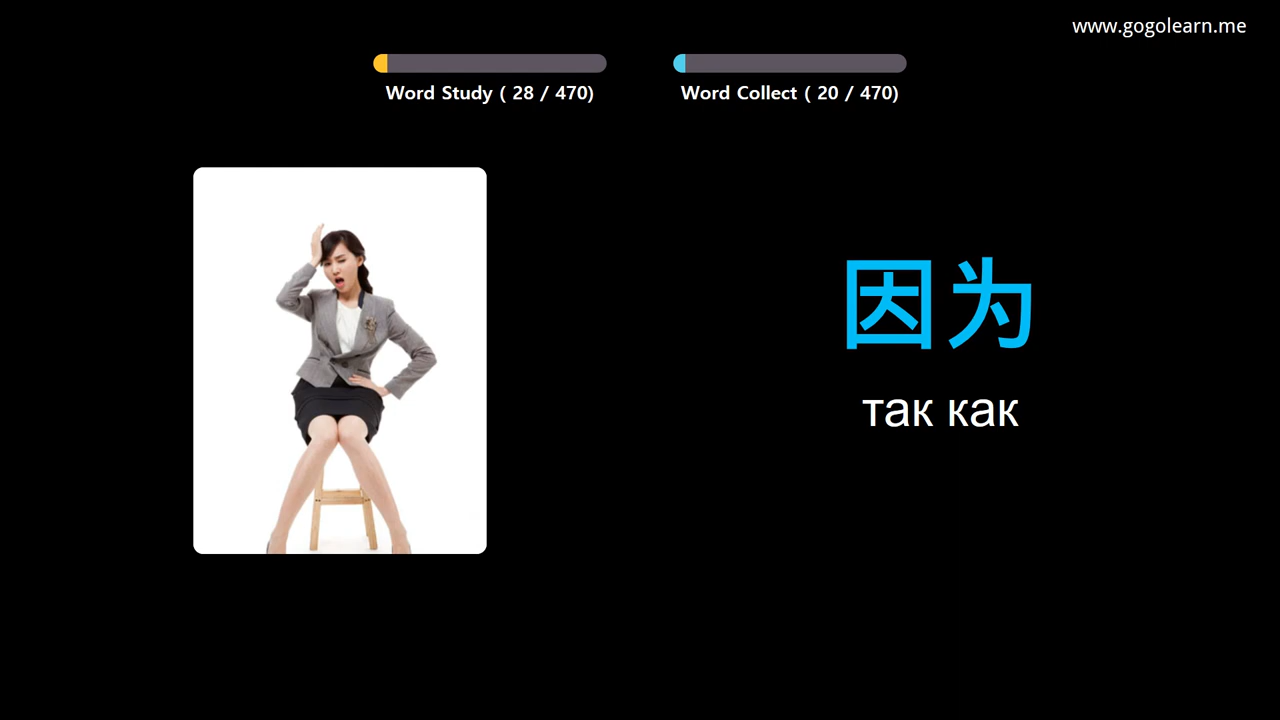 www.gogolearn.me
Word Study ( 28 / 470)
Word Collect ( 20 / 470)
因为
так как